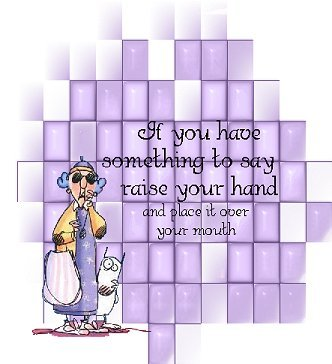 If you have
something to say
raise your hand
and place it over
your mouth